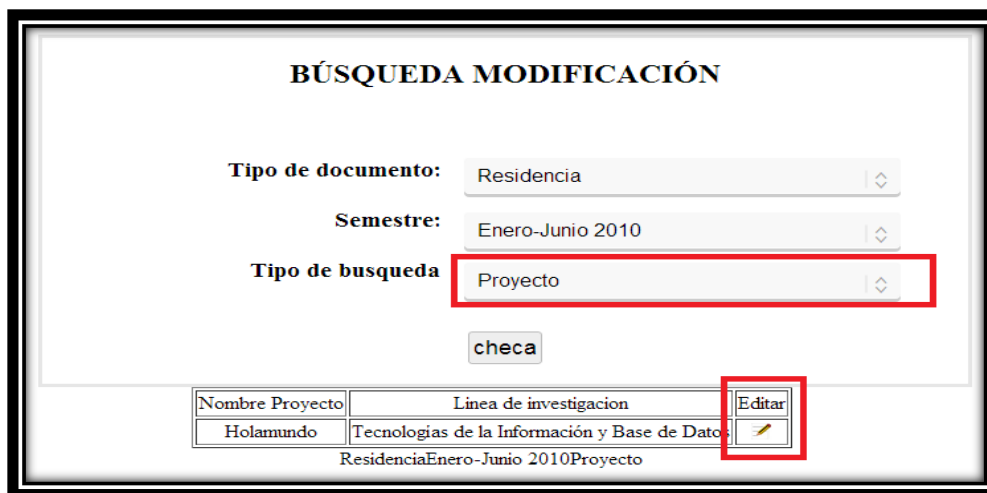 BÚSQUEDA MODIFICACIÓN
Tipo de documento: Residencia
Semestre: Enero-Junio 2010
Tipo de busqueda Proyecto
checa
Nombre Proyecto Linea de investigacion Editar
Holamundo Tecnologias de la Información y Base de Datos
ResidenciaEnero-Junio 2010Proyecto